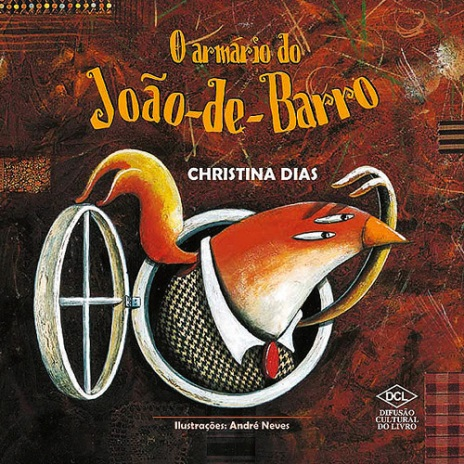 O armário do
João-de-Barro
CHRISTINA DIAS
DCL
DIFUSÃO
CULTURAL
DO LIVRO
Ilustrações: André Neves